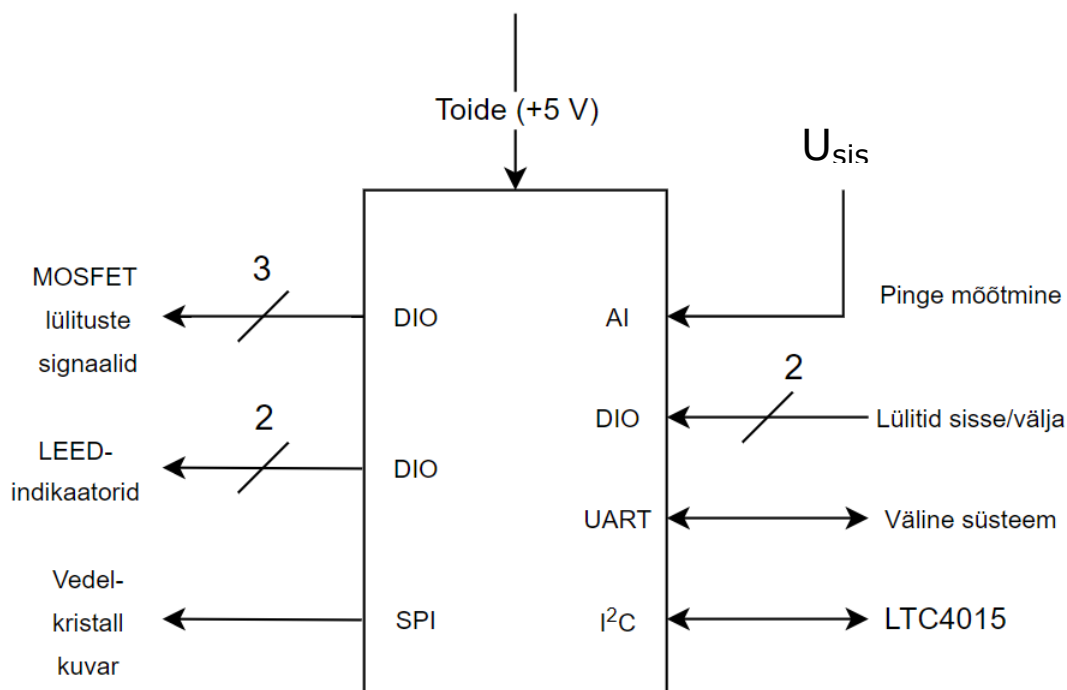 Toide (+5 V)
U_sis
MOSFET
lülituste
signaalid
3
DIO
AI
Pinge mõõtmine
2
DIO
Lülitid sisse/välja
LEED-
indikaatorid
2
DIO
UART
Väline süsteem
Vedel-
kristall
kuvar
SPI
I²C
LTC4015